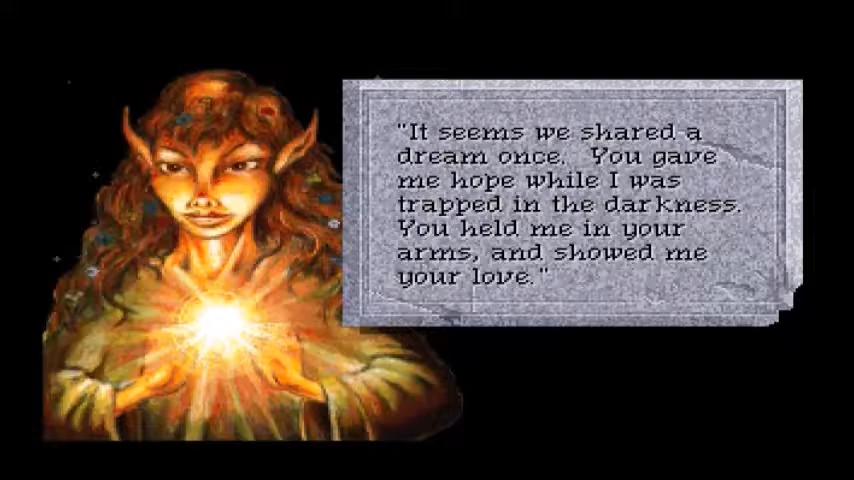 "It seems we shared a
dream once. You gave
me hope while I was
trapped in the darkness.
You held me in your
arms, and showed me
your love."